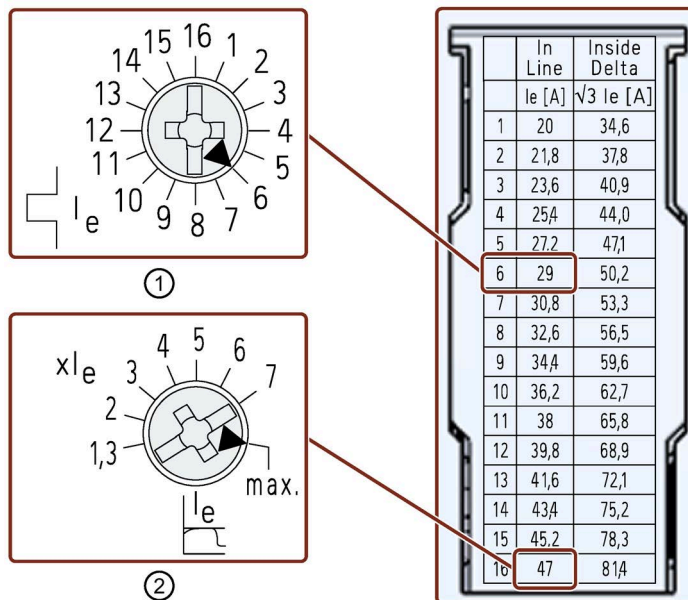 16
15 1
14 2
13 3
12 4
11 5
10 6
9 7
8
Ie
①
5
4 6
xIe 3 7
2
1,3
max.
Ie
②
In Line Inside Delta
Ie [A] √3 Ie [A]
1 20 34,6
2 21,8 37,8
3 23,6 40,9
4 25,4 44,0
5 27.2 47,1
6 29 50,2
7 30,8 53,3
8 32,6 56,5
9 34,4 59,6
10 36,2 62,7
11 38 65,8
12 39,8 68,9
13 41,6 72,1
14 43,4 75,2
15 45.2 78,3
16 47 81,4